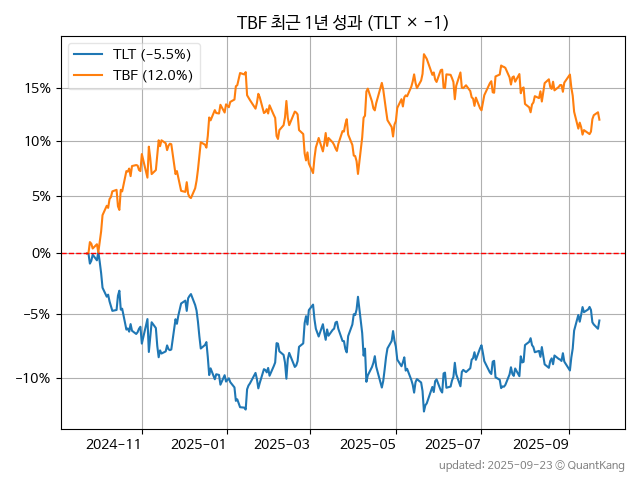 TBF 최근 1년 성과 (TLT × −1)
TLT (−5.5%)
TBF (12.0%)
15%
10%
5%
0%
−5%
−10%
2024-11 2025-01 2025-03 2025-05 2025-07 2025-09
updated: 2025-09-23 © QuantKang